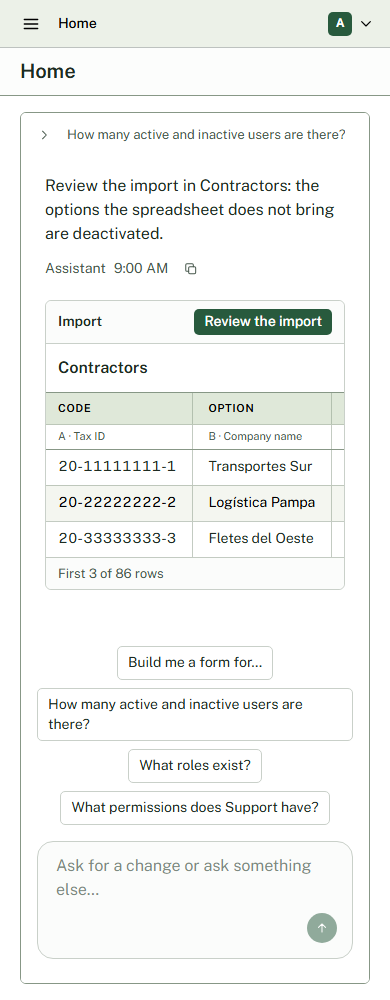 Home
A
Home
How many active and inactive users are there?
Review the import in Contractors: the
options the spreadsheet does not bring
are deactivated.
Assistant 9:00 AM
Import
Review the import
Contractors
CODE OPTION
A · Tax ID B · Company name
20-11111111-1 Transportes Sur
20-22222222-2 Logística Pampa
20-33333333-3 Fletes del Oeste
First 3 of 86 rows
Build me a form for...
How many active and inactive users are
there?
What roles exist?
What permissions does Support have?
Ask for a change or ask something
else...